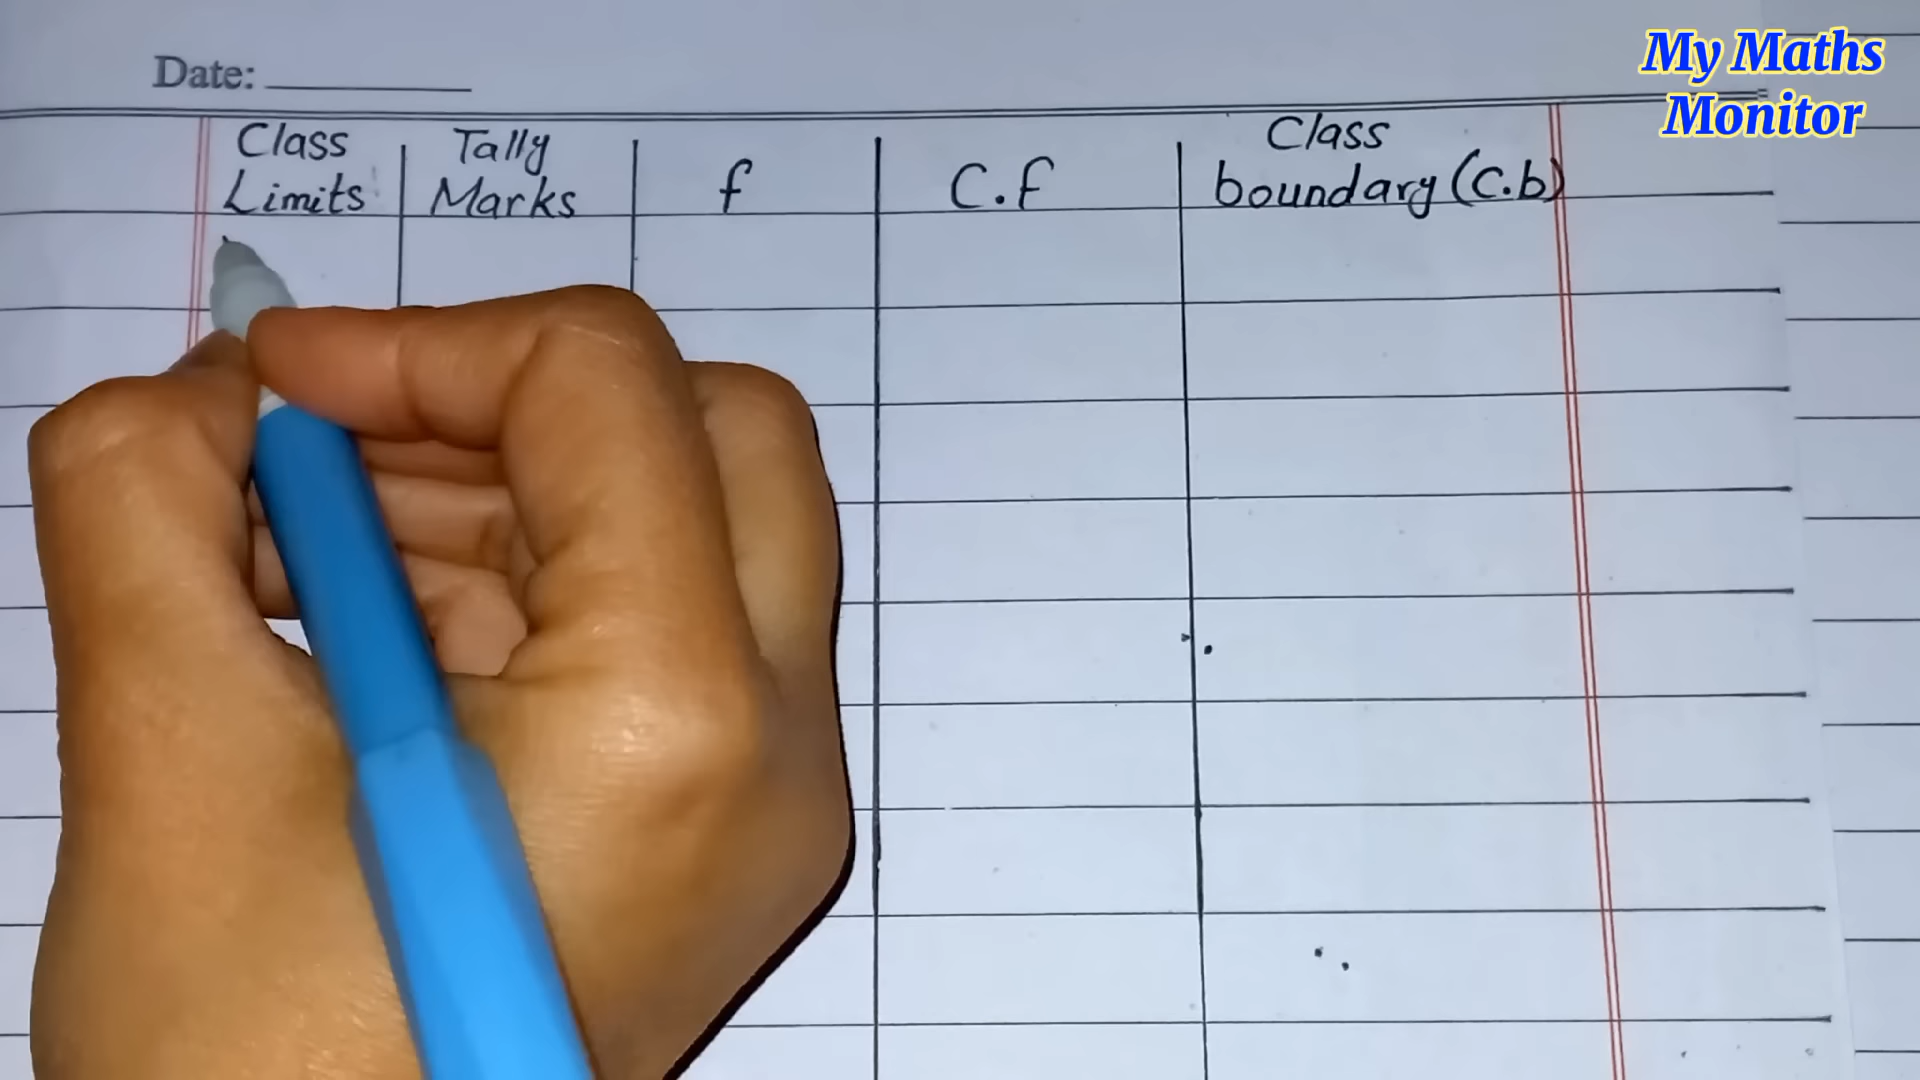 My Maths
Monitor
Date:
Class Limits
Tally Marks
f
C.F
Class boundary (C.b)